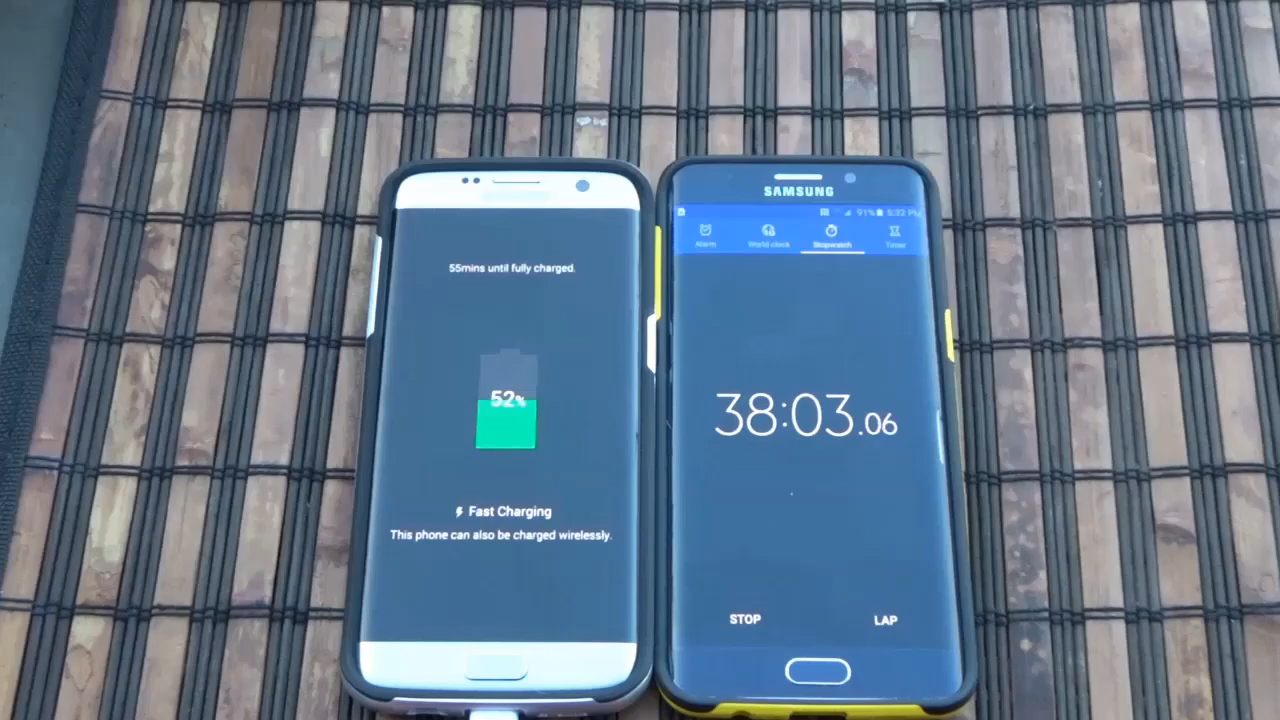 55mins until fully charged.
52%
Fast Charging
This phone can also be charged wirelessly.
SAMSUNG
91% 5:32 PM
Alarm World clock Stopwatch Timer
38:03.06
STOP LAP